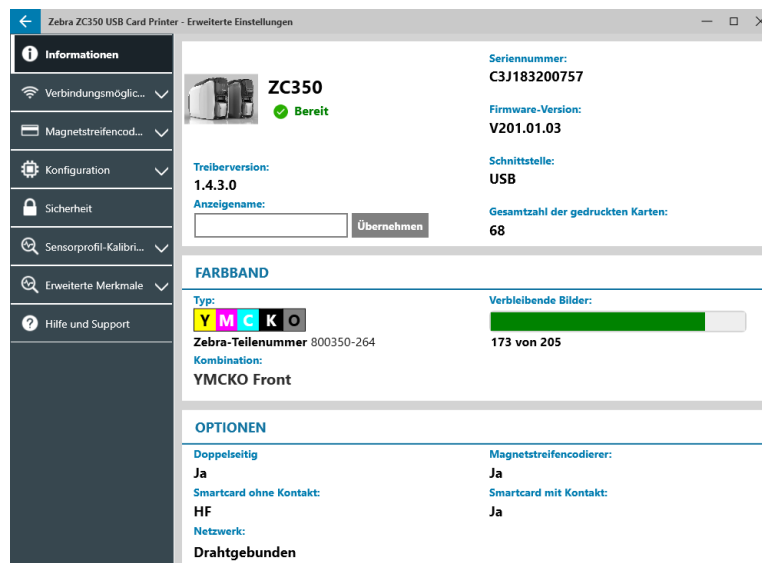 Zebra ZC350 USB Card Printer - Erweiterte Einstellungen
Informationen
Verbindungsmöglic...
Magnetstreifencod...
Konfiguration
Sicherheit
Sensorprofil-Kalibri...
Erweiterte Merkmale
Hilfe und Support
ZC350
Bereit
Treiberversion:
1.4.3.0
Anzeigename:
Übernehmen
Seriennummer:
C3J183200757
Firmware-Version:
V201.01.03
Schnittstelle:
USB
Gesamtzahl der gedruckten Karten:
68
FARBBAND
Typ:
Y M C K O
Zebra-Teilenummer 800350-264
Kombination:
YMCKO Front
Verbleibende Bilder:
173 von 205
OPTIONEN
Doppelseitig
Ja
Magnetstreifencodierer:
Ja
Smartcard ohne Kontakt:
HF
Smartcard mit Kontakt:
Ja
Netzwerk:
Drahtgebunden